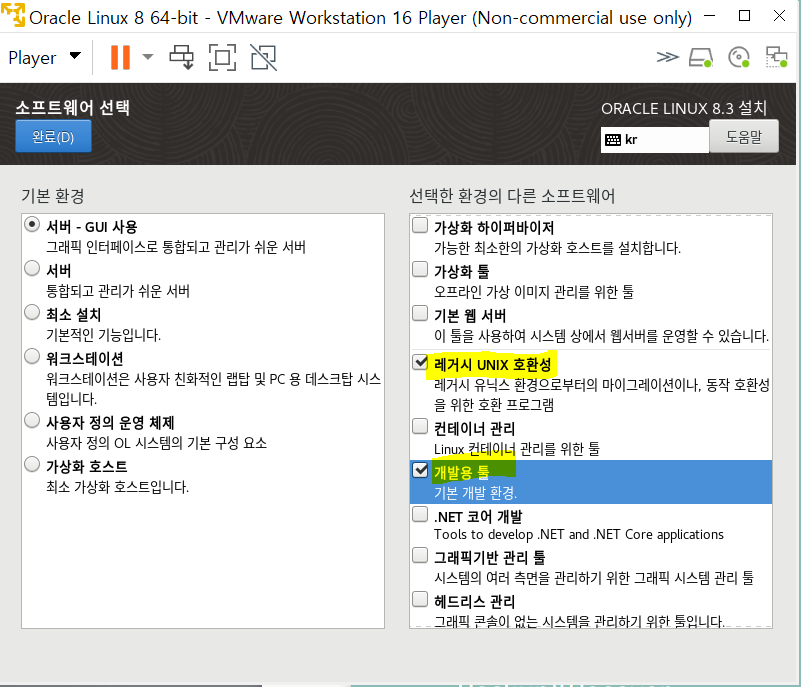 Oracle Linux 8 64-bit - VMware Workstation 16 Player (Non-commercial use only)
Player
소프트웨어 선택
ORACLE LINUX 8.3 설치
완료(D)
kr
도움말
기본 환경
서버 - GUI 사용
그래픽 인터페이스로 통합되고 관리가 쉬운 서버
서버
통합되고 관리가 쉬운 서버
최소 설치
기본적인 기능입니다.
워크스테이션
워크스테이션은 사용자 친화적인 랩탑 및 PC 용 데스크탑 시스
템입니다.
사용자 정의 운영 체제
사용자 정의 OL 시스템의 기본 구성 요소
가상화 호스트
최소 가상화 호스트입니다.
선택한 환경의 다른 소프트웨어
가상화 하이퍼바이저
가능한 최소한의 가상화 호스트를 설치합니다.
가상화 툴
오프라인 가상 이미지 관리를 위한 툴
기본 웹 서버
이 툴을 사용하여 시스템 상에서 웹서버를 운영할 수 있습니다.
레거시 UNIX 호환성
레거시 유닉스 환경으로부터의 마이그레이션이나, 동작 호환성
을 위한 호환 프로그램
컨테이너 관리
Linux 컨테이너 관리를 위한 툴
개발용 툴
기본 개발 환경.
.NET 코어 개발
Tools to develop .NET and .NET Core applications
그래픽기반 관리 툴
시스템의 여러 측면을 관리하기 위한 그래픽 시스템 관리 툴
헤드리스 관리
그래픽 콘솔이 없는 시스템을 관리하기 위한 툴입니다.